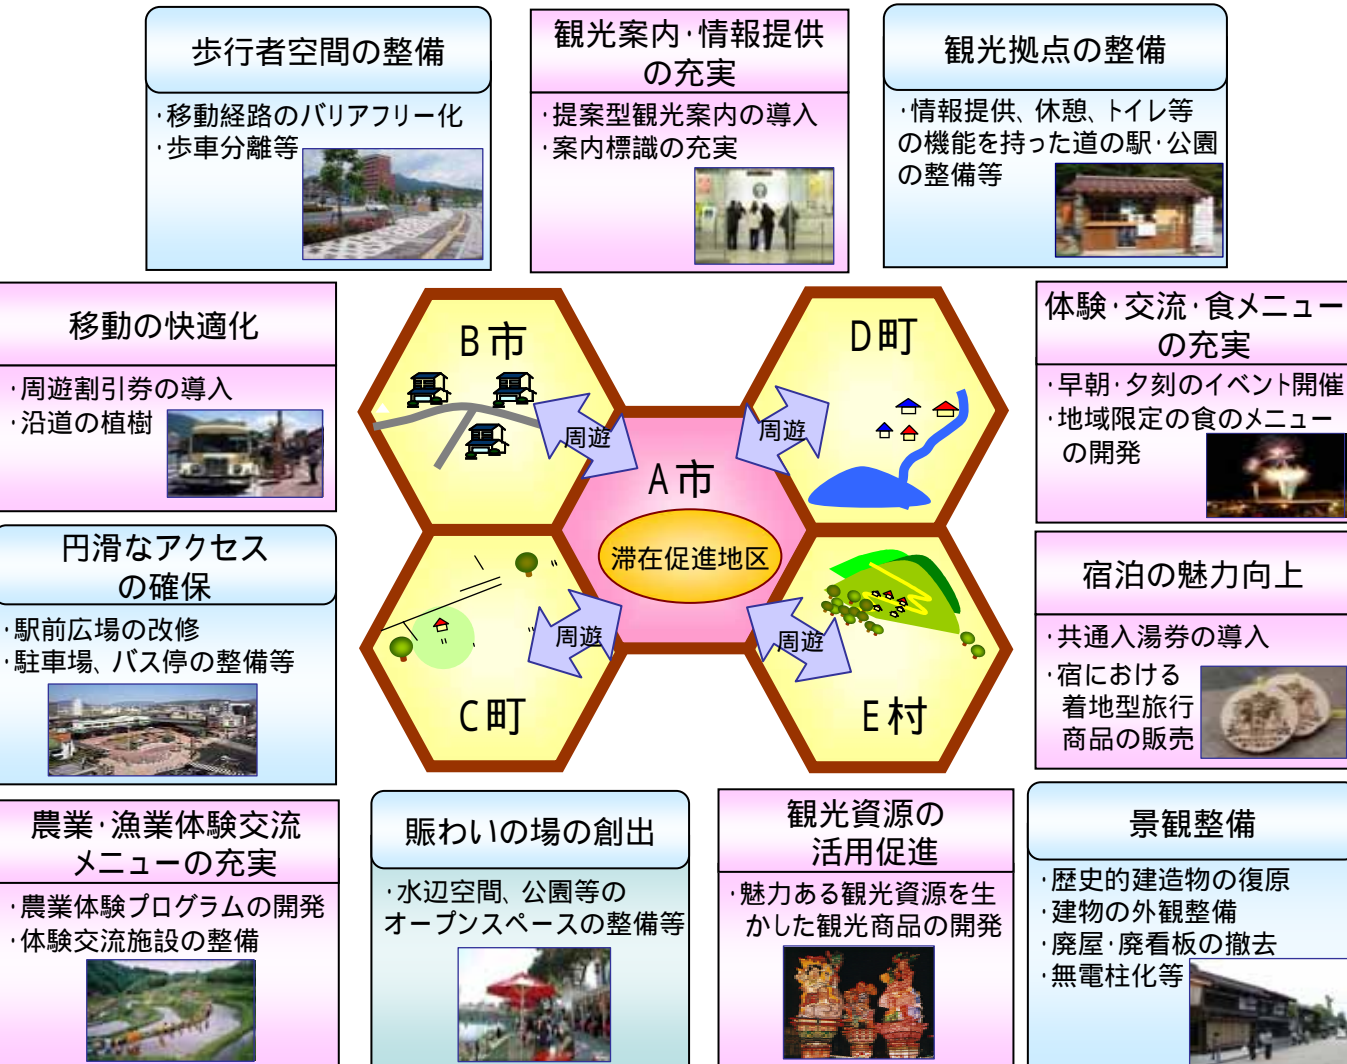 歩行者空間の整備
・移動経路のバリアフリー化
・歩車分離等
観光案内・情報提供
の充実
・提案型観光案内の導入
・案内標識の充実
観光拠点の整備
・情報提供、休憩、トイレ等
の機能を持った道の駅・公園
の整備等
移動の快適化
・周遊割引券の導入
・沿道の植樹
B市
D町
周遊
周遊
A市
滞在促進地区
周遊
周遊
C町
E村
体験・交流・食メニュー
の充実
・早朝・夕刻のイベント開催
・地域限定の食のメニュー
の開発
円滑なアクセス
の確保
・駅前広場の改修
・駐車場、バス停の整備等
宿泊の魅力向上
・共通入湯券の導入
・宿における
着地型旅行
商品の販売
農業・漁業体験交流
メニューの充実
・農業体験プログラムの開発
・体験交流施設の整備
賑わいの場の創出
・水辺空間、公園等の
オープンスペースの整備等
観光資源の
活用促進
・魅力ある観光資源を生
かした観光商品の開発
景観整備
・歴史的建造物の復原
・建物の外観整備
・廃屋・廃看板の撤去
・無電柱化等